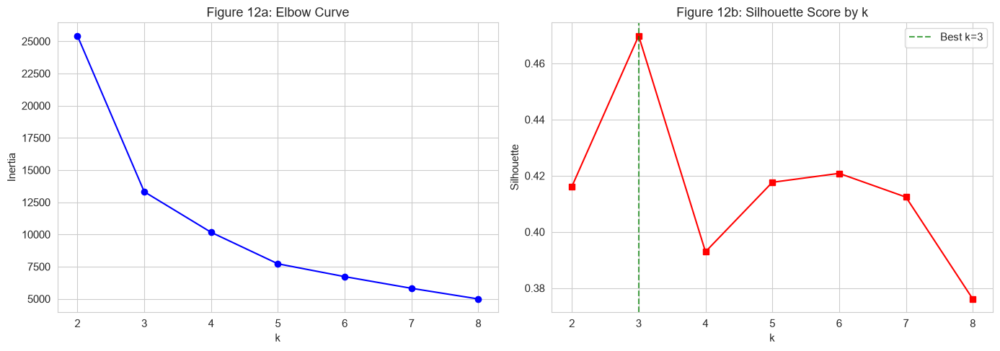 Figure 12a: Elbow Curve
Inertia
25000
22500
20000
17500
15000
12500
10000
7500
5000
2 3 4 5 6 7 8
k
Figure 12b: Silhouette Score by k
Best k=3
Silhouette
0.46
0.44
0.42
0.40
0.38
2 3 4 5 6 7 8
k